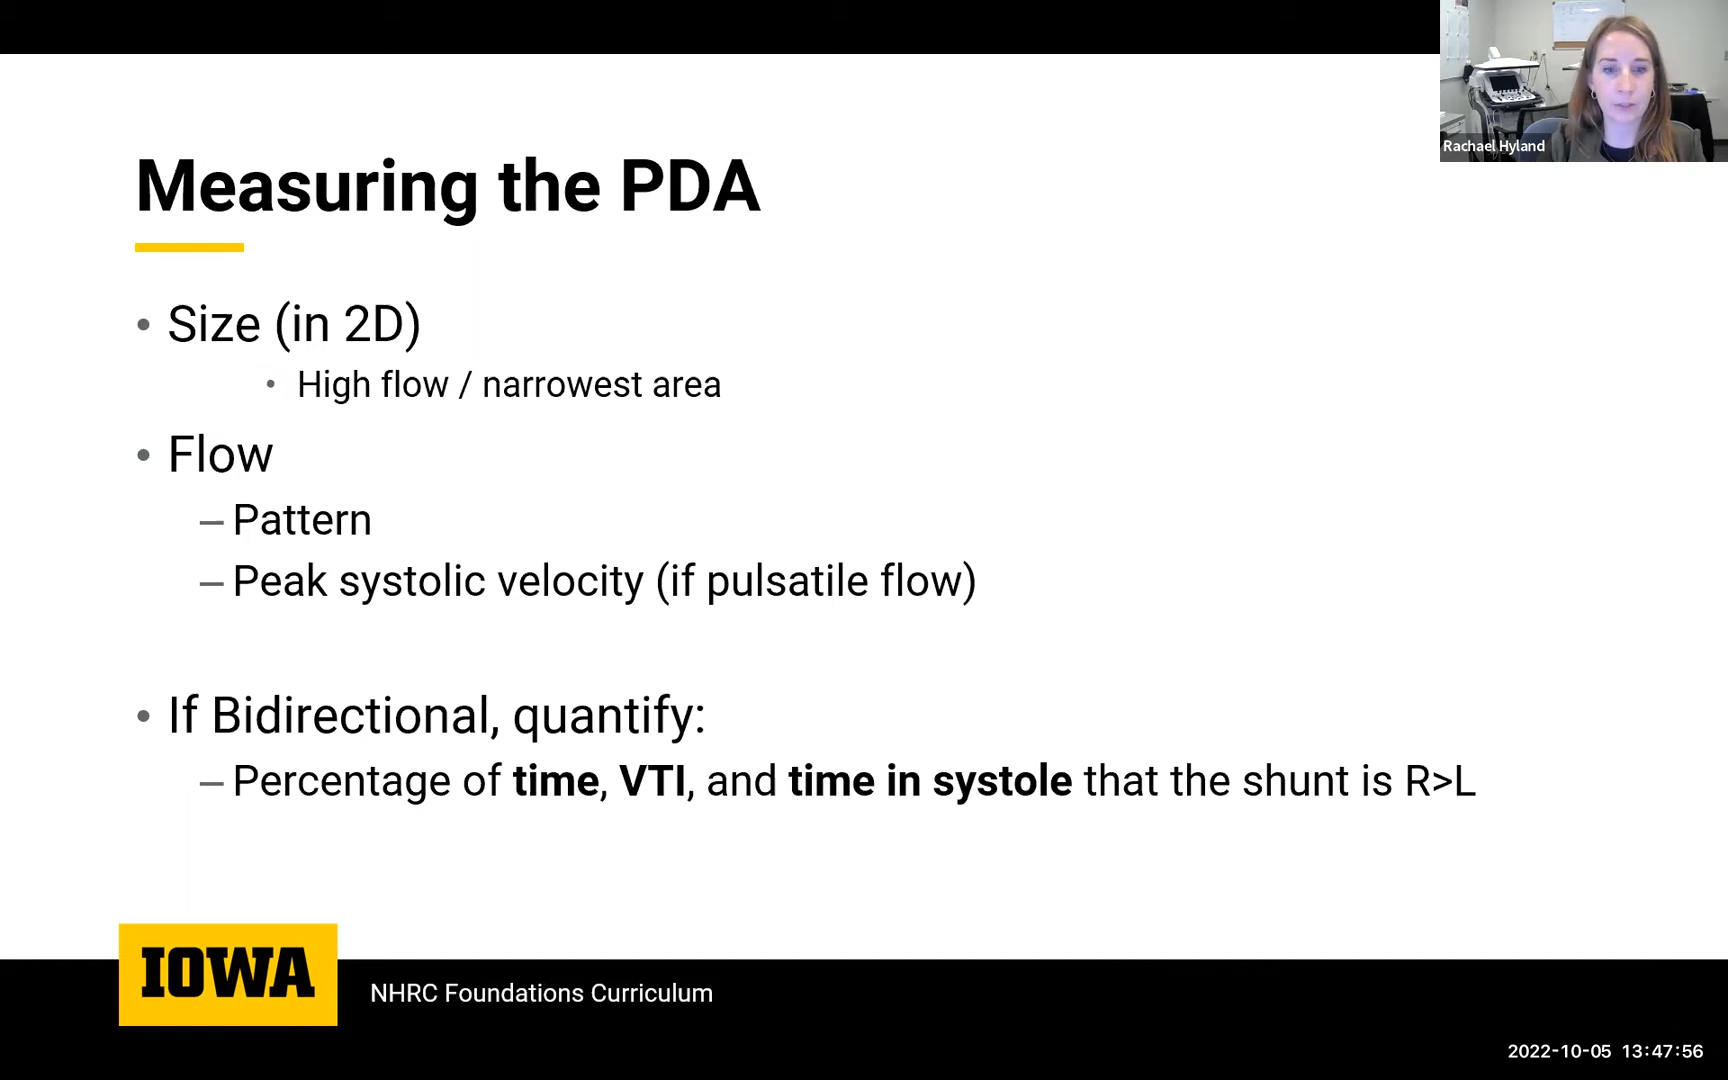 Rachael Hyland
Measuring the PDA
• Size (in 2D)
• High flow / narrowest area
• Flow
– Pattern
– Peak systolic velocity (if pulsatile flow)
• If Bidirectional, quantify:
– Percentage of time, VTI, and time in systole that the shunt is R>L
IOWA
NHRC Foundations Curriculum
2022-10-05 13:47:56